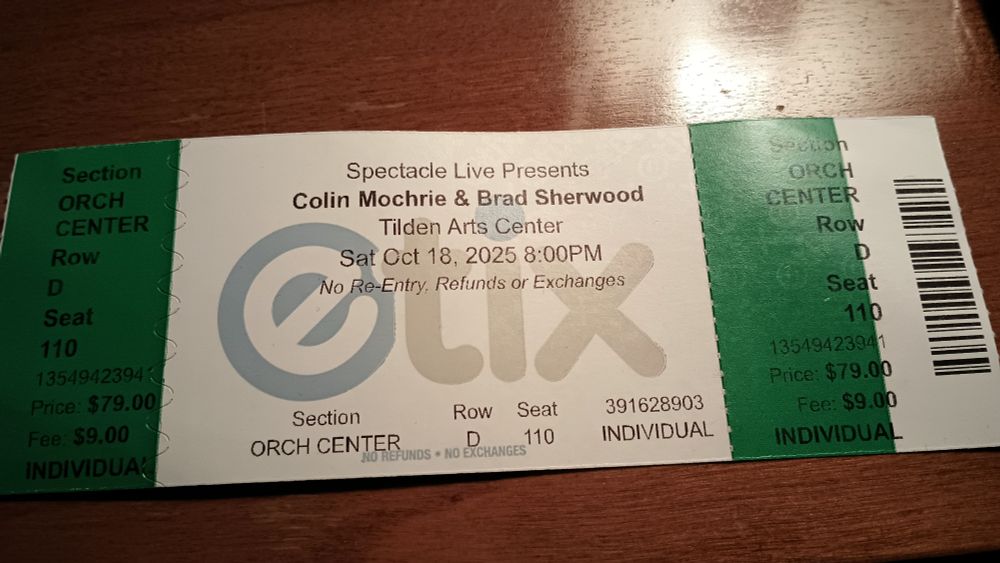 Section
ORCH
CENTER
Row
D
Seat
110
13549423941
Price: $79.00
Fee: $9.00
INDIVIDUAL
Spectacle Live Presents
Colin Mochrie & Brad Sherwood
Tilden Arts Center
Sat Oct 18, 2025 8:00PM
No Re-Entry, Refunds or Exchanges
etix
Section Row Seat 391628903
ORCH CENTER D 110 INDIVIDUAL
NO REFUNDS • NO EXCHANGES
Section
ORCH
CENTER
Row
D
Seat
110
13549423941
Price: $79.00
Fee: $9.00
INDIVIDUAL